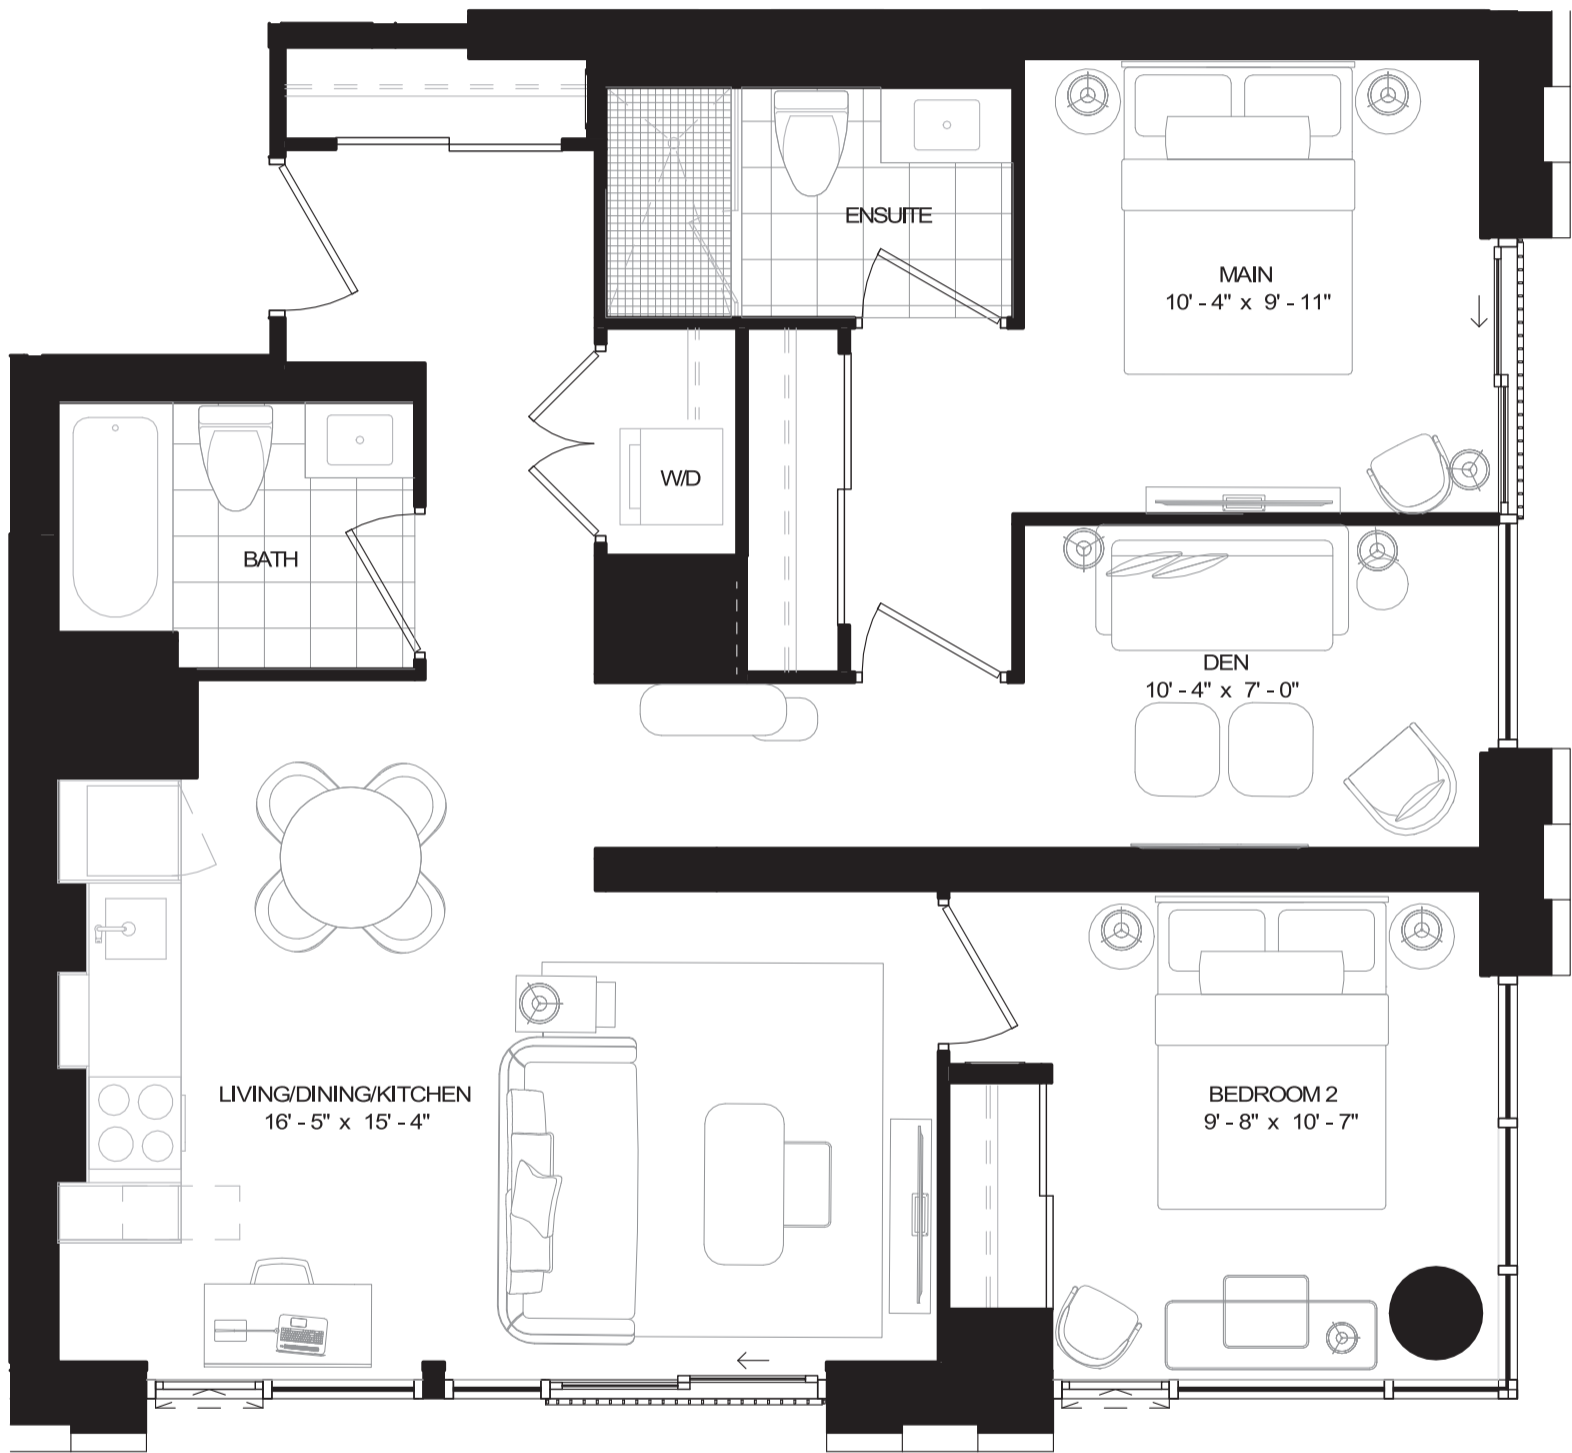 ENSUITE
MAIN
10' - 4" x 9' - 11"
W/D
BATH
DEN
10' - 4" x 7' - 0"
LIVING/DINING/KITCHEN
16' - 5" x 15' - 4"
BEDROOM 2
9' - 8" x 10' - 7"